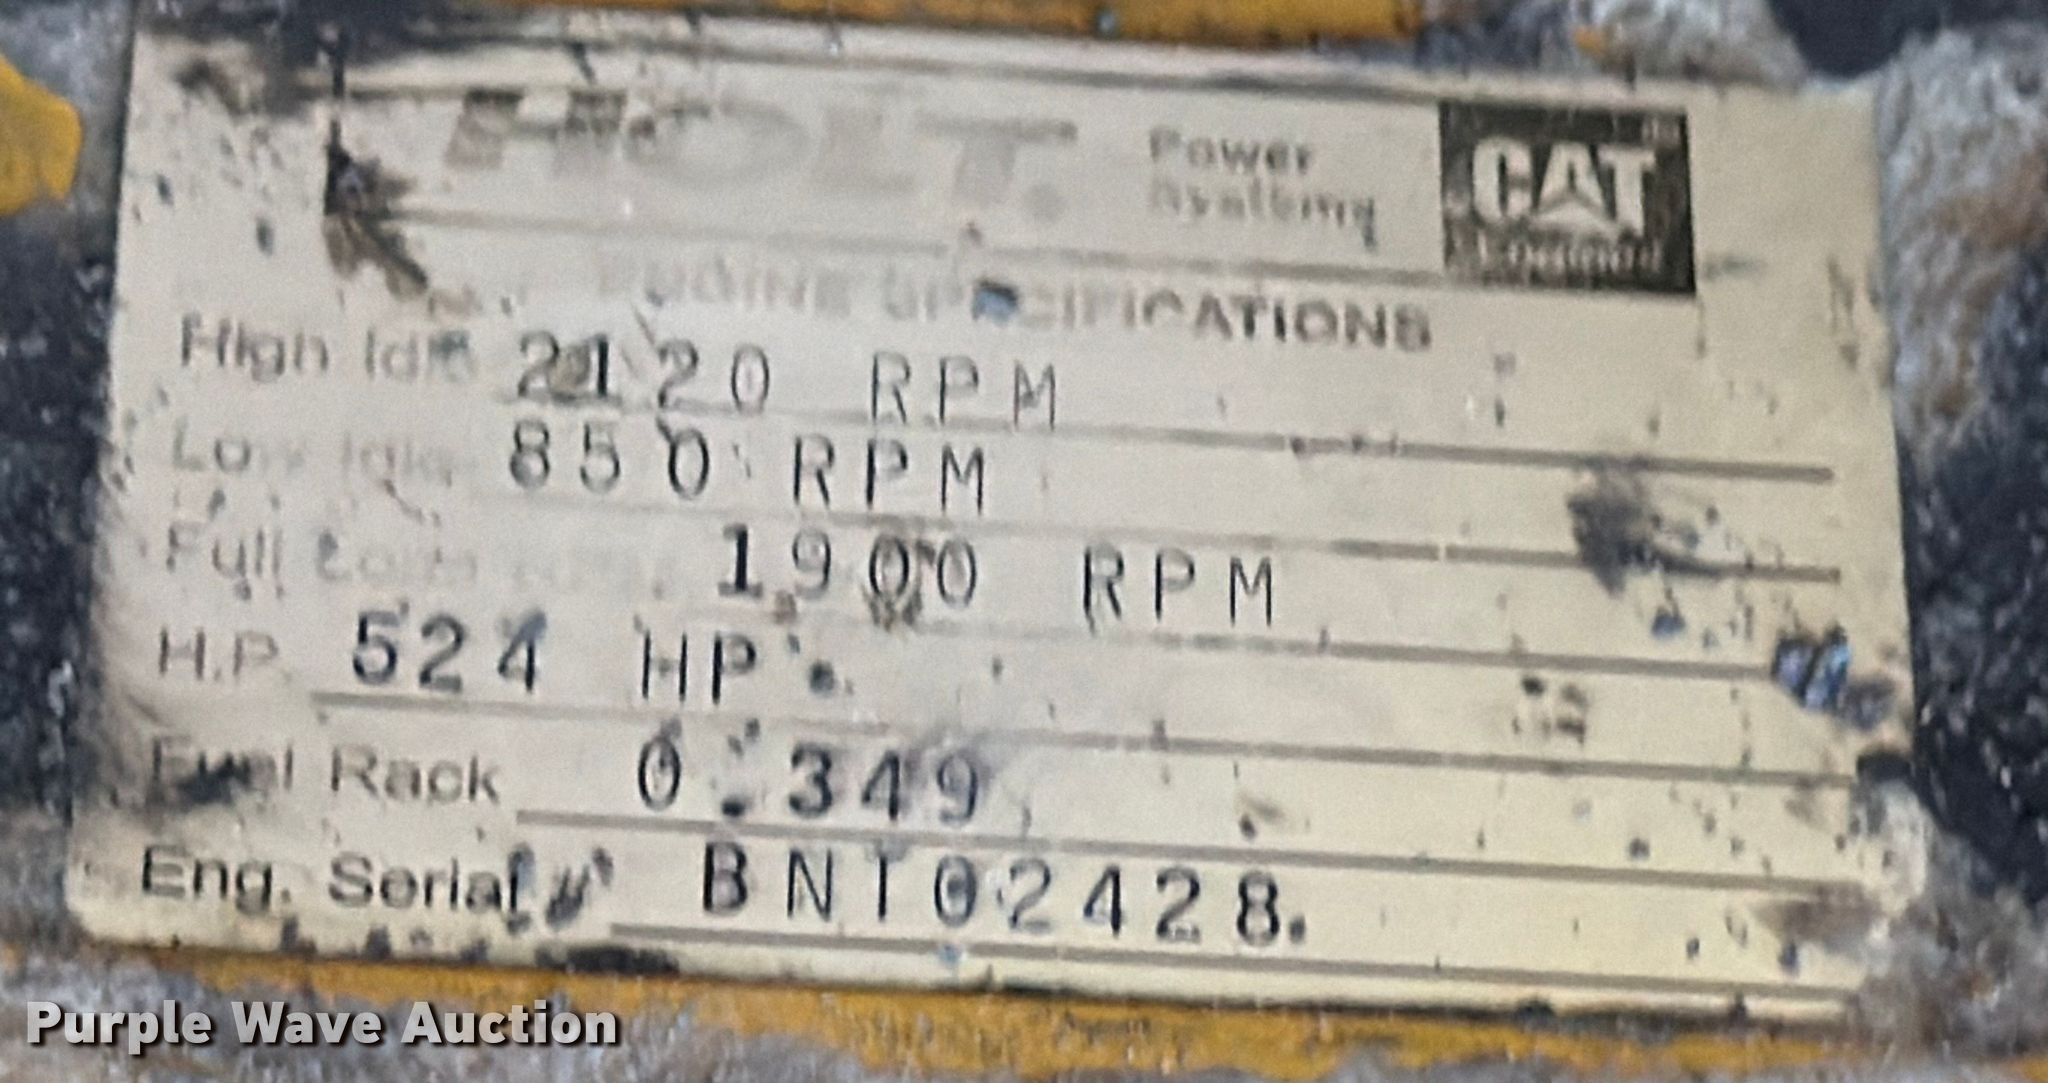 HOLT. Power Systems CAT
ENGINE SPECIFICATIONS
High Idle 2120 RPM
Low Idle 850 RPM
Full 1900 RPM
H.P. 524 HP
Fuel Rack 0.349
Eng. Serial # BNT02428
Purple Wave Auction